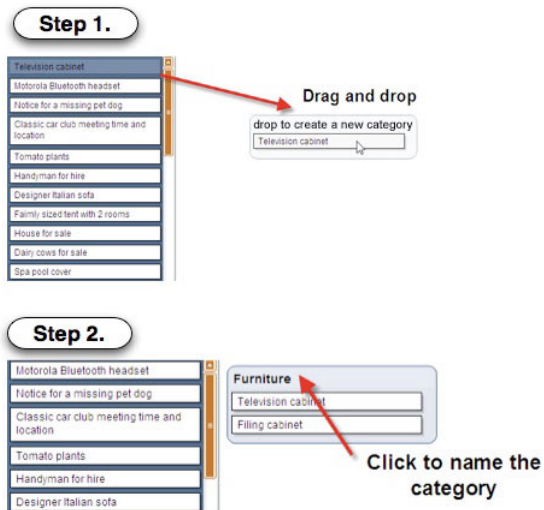 Step 1.
Television cabinet
Motorola Bluetooth headset
Notice for a missing pet dog
Classic car club meeting time and
location
Tomato plants
Handyman for hire
Designer Italian sofa
Faimly sized tent with 2 rooms
House for sale
Dairy cows for sale
Spa pool cover
Drag and drop
drop to create a new category
Television cabinet
Step 2.
Motorola Bluetooth headset
Notice for a missing pet dog
Classic car club meeting time and
location
Tomato plants
Handyman for hire
Designer Italian sofa
Furniture
Television cabinet
Filing cabinet
Click to name the
category